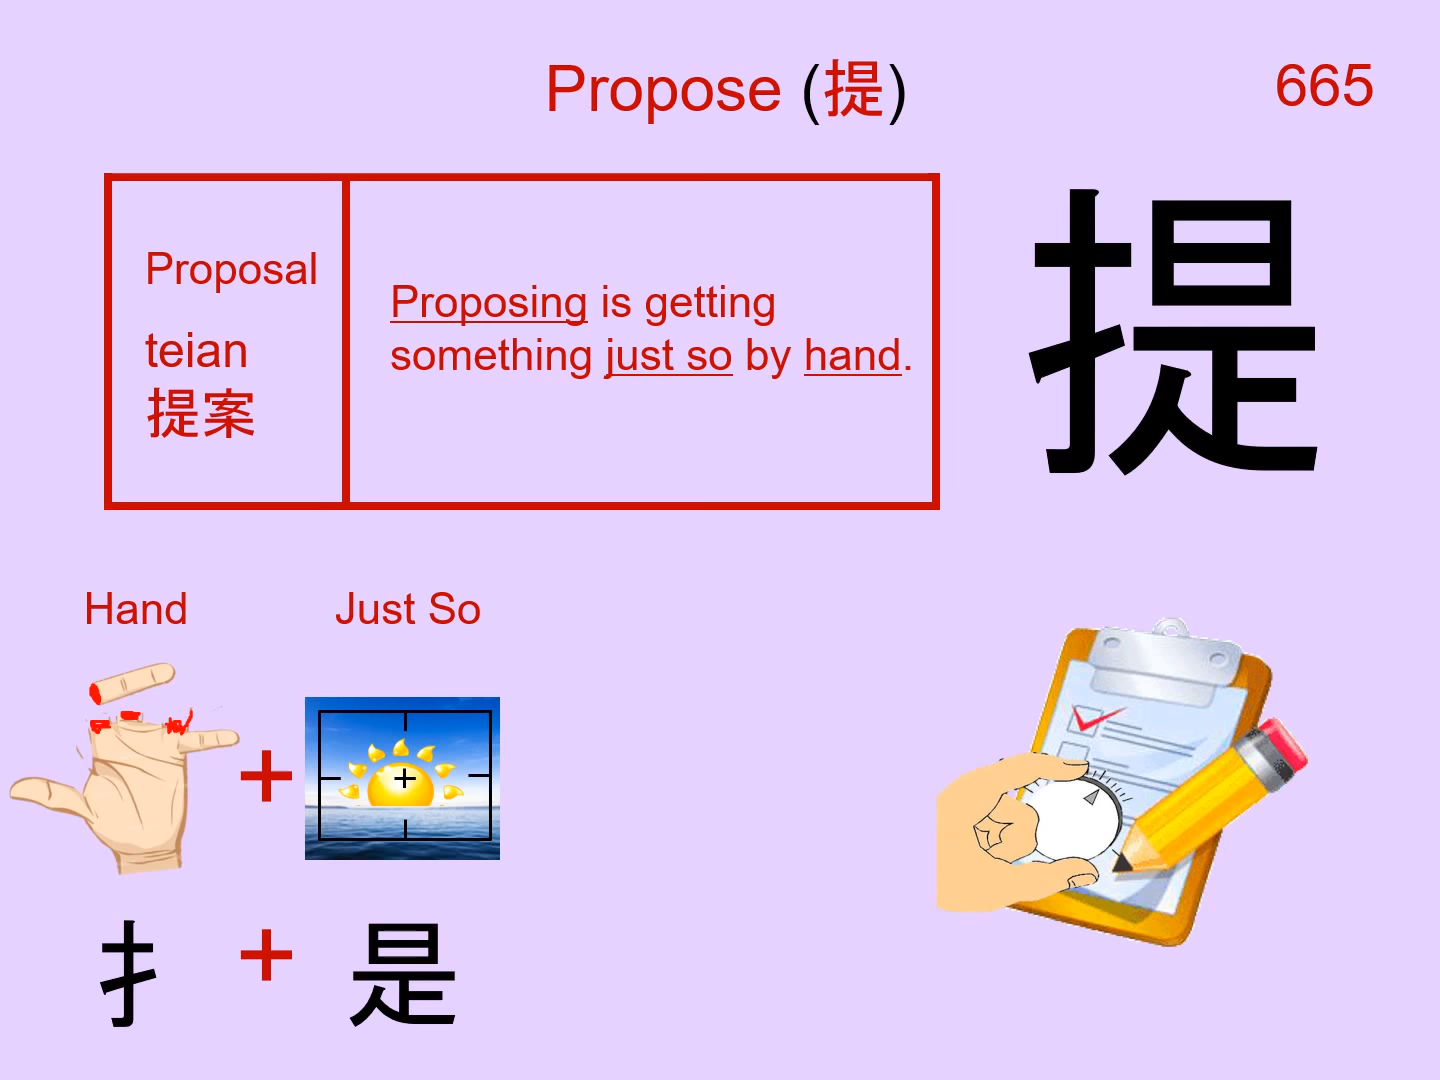 Propose (提)
665
Proposal
teian
提案
Proposing is getting
something just so by hand.
提
Hand
Just So
+
扌 + 是